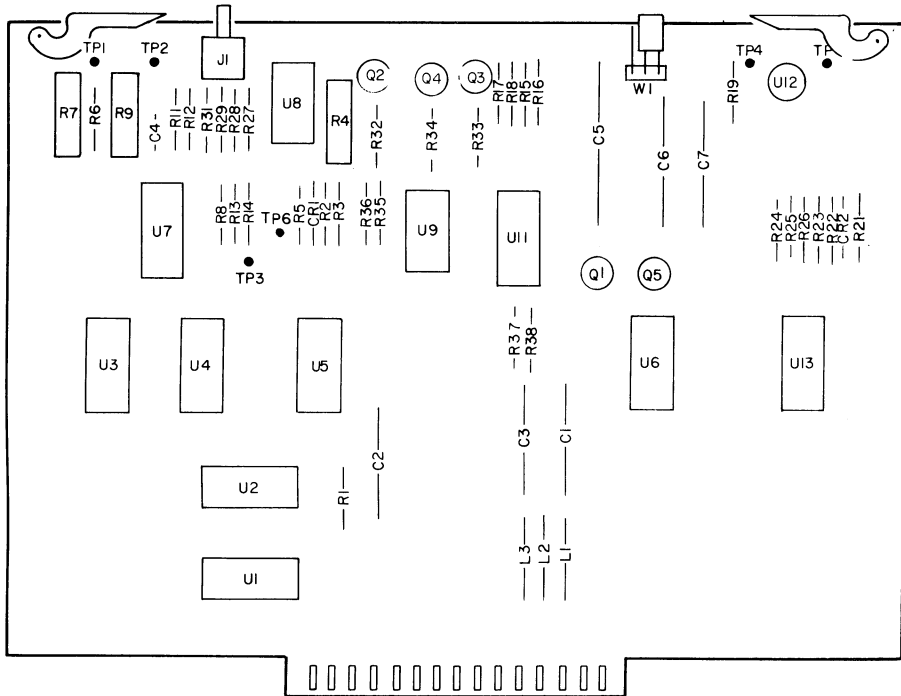 TP1 TP2 J1 W1 TP4 TP
R7 R6 R9 C4 R11 R12 R31 R29 R28 R27 U8 R4 Q2 Q4 Q3 R17 R18 R15 R16 R19 U12
R32 R34 R33 C5 C6 C7
U7 R8 R13 R14 TP6 R5 CR1 R2 R3 R36 R35 U9 U11 R24 R25 R26 R23 R22 CR2 R21
TP3 Q1 Q5
U3 U4 U5 R37 R38 U6 U13
C2 C3 C1
U2 R1
U1 L3 L2 L1